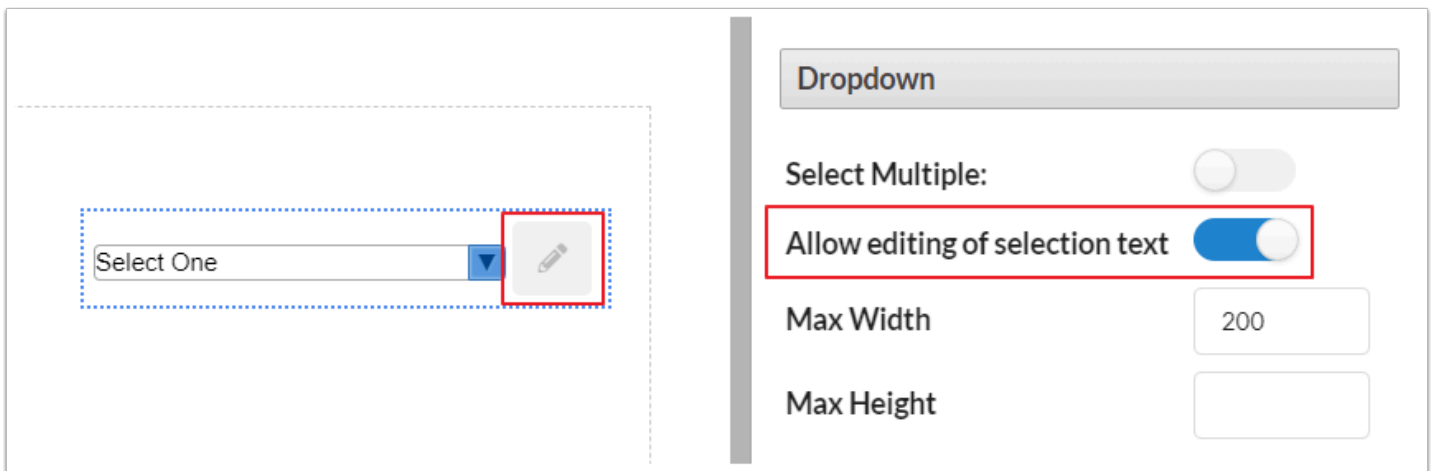 Select One
Dropdown
Select Multiple:
Allow editing of selection text
Max Width
200
Max Height